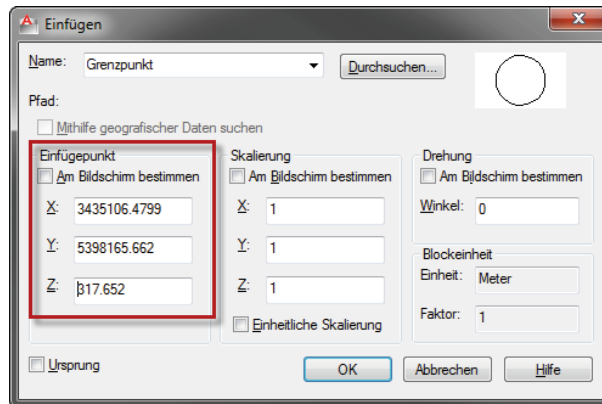 Einfügen
Name: Grenzpunkt Durchsuchen...
Pfad:
Mithilfe geografischer Daten suchen
Einfügepunkt
Am Bildschirm bestimmen
X: 3435106.4799
Y: 5398165.662
Z: 317.652
Skalierung
Am Bildschirm bestimmen
X: 1
Y: 1
Z: 1
Einheitliche Skalierung
Drehung
Am Bildschirm bestimmen
Winkel: 0
Blockeinheit
Einheit: Meter
Faktor: 1
Ursprung
OK Abbrechen Hilfe